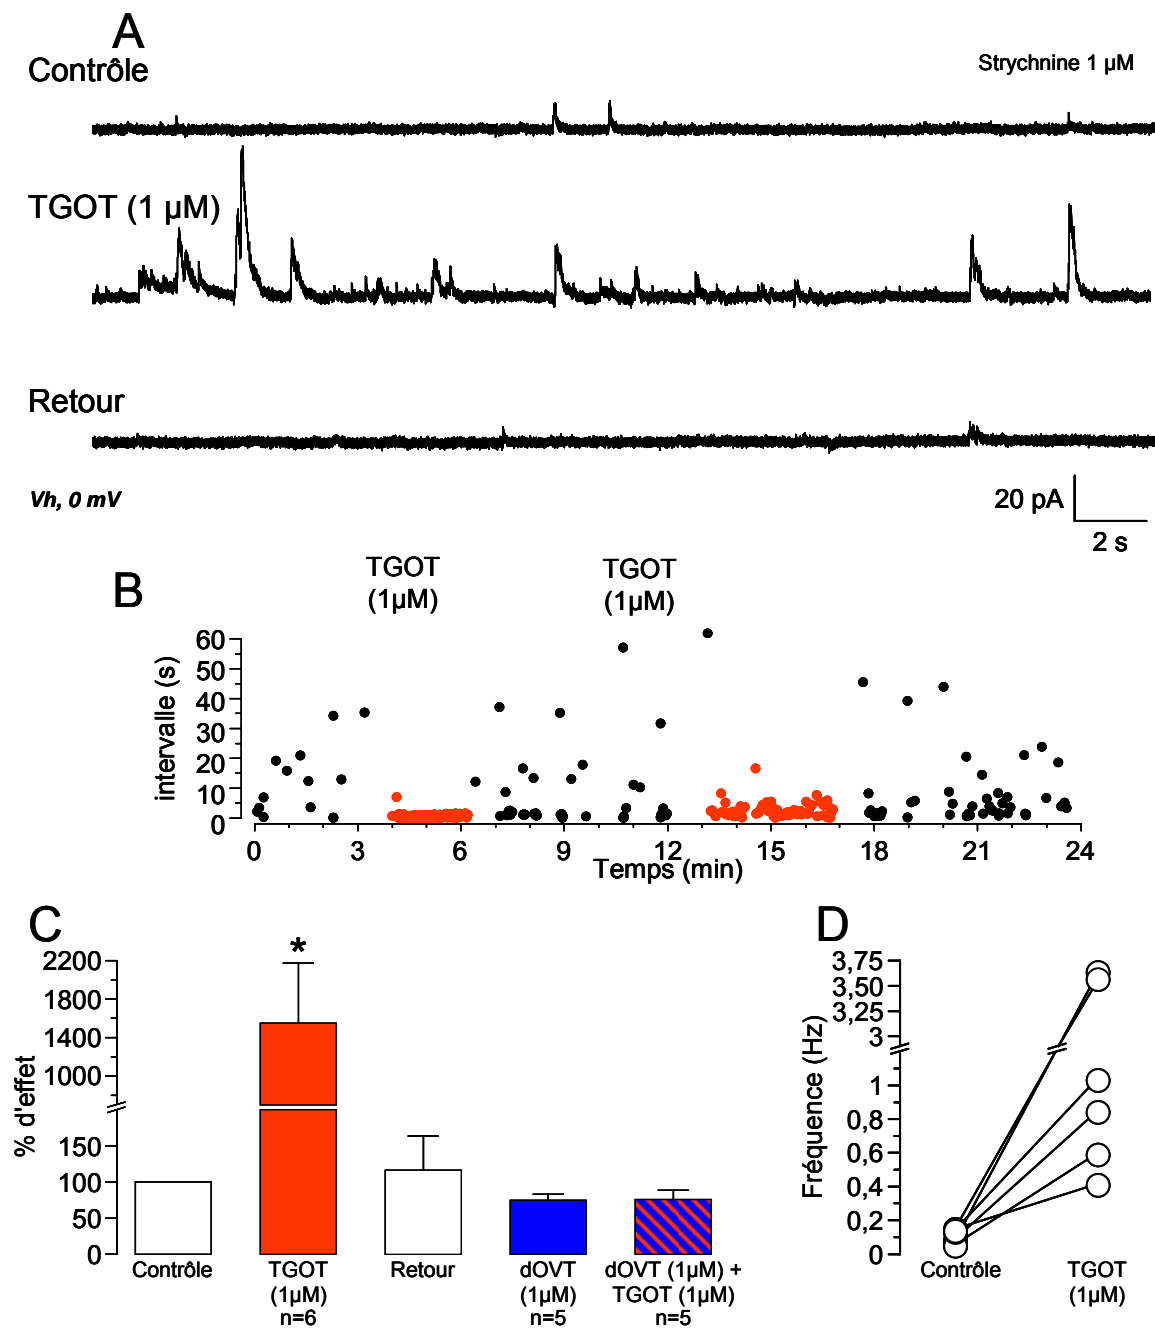 A
Contrôle
Strychnine 1 µM
TGOT (1 µM)
Retour
Vh, 0 mV
20 pA
2 s
B
TGOT
(1µM)
TGOT
(1µM)
intervalle (s)
60
50
40
30
20
10
0
0 3 6 9 12 15 18 21 24
Temps (min)
C
% d'effet
2200
1800
1400
1000
150
100
50
0
*
Contrôle
TGOT
(1µM)
n=6
Retour
dOVT
(1µM)
n=5
dOVT (1µM) +
TGOT (1µM)
n=5
D
Fréquence (Hz)
3,75
3,50
3,25
3
1
0,8
0,6
0,4
0,2
0
Contrôle
TGOT
(1µM)